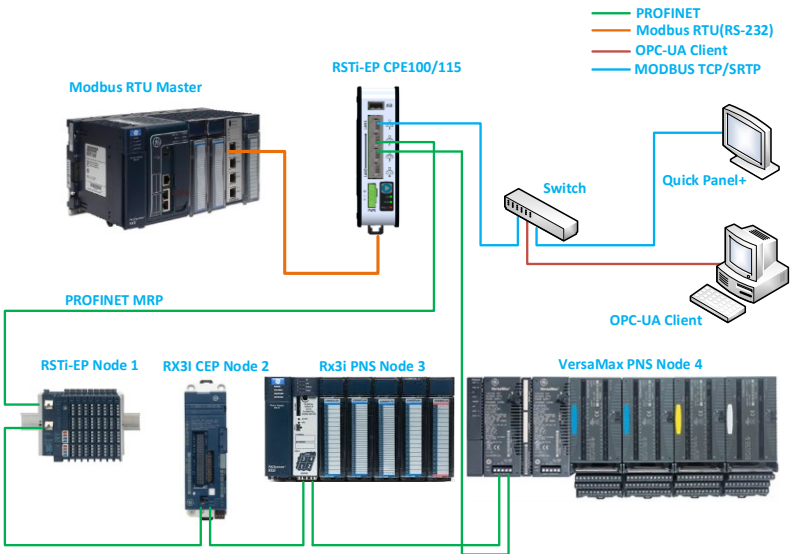 PROFINET
Modbus RTU(RS-232)
OPC-UA Client
MODBUS TCP/SRTP
RSTi-EP CPE100/115
Modbus RTU Master
Switch
Quick Panel+
OPC-UA Client
PROFINET MRP
RSTi-EP Node 1
RX3I CEP Node 2
Rx3i PNS Node 3
VersaMax PNS Node 4
VersaMax
VersaMax